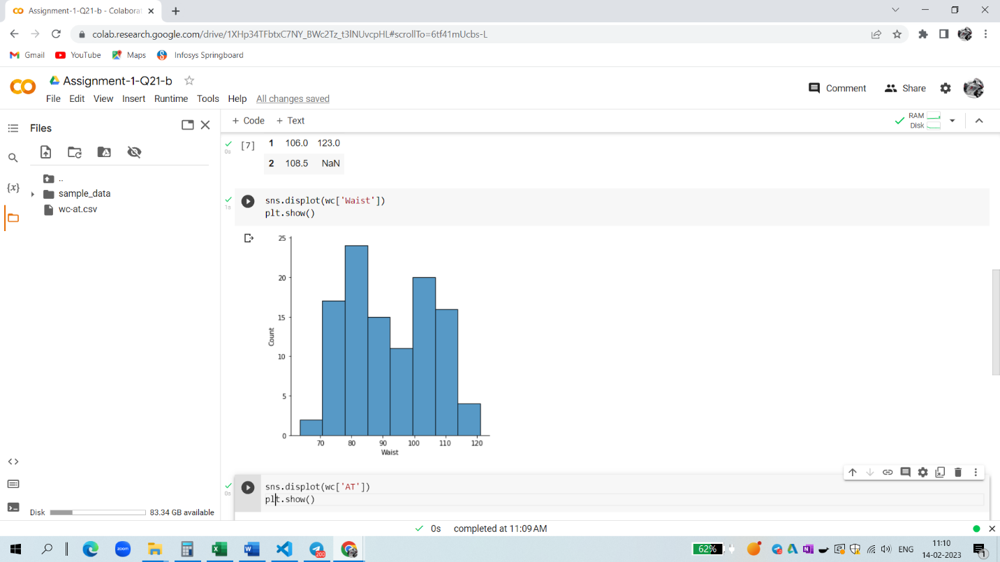 Assignment-1-Q21-b - Colaborat
colab.research.google.com/drive/1XHp34TFbtxC7NY_BWc2Tz_t3lNUvcpHL#scrollTo=6tf41mUcbs-L
Gmail YouTube Maps Infosys Springboard
Assignment-1-Q21-b
File Edit View Insert Runtime Tools Help All changes saved
Comment Share
Files
+ Code + Text
RAM
Disk
..
sample_data
wc-at.csv
0s [7] 1 106.0 123.0
2 108.5 NaN
1s
sns.displot(wc['Waist'])
plt.show()
25
20
15
10
5
0
Count
70 80 90 100 110 120
Waist
0s
sns.displot(wc['AT'])
plt.show()
{x}
Disk 83.34 GB available
0s completed at 11:09 AM
zoom
200
62%
ENG
11:10
14-02-2023
1